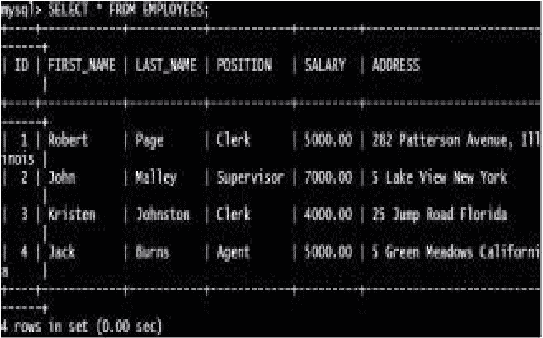 mysql> SELECT * FROM EMPLOYEES;
+----+------------+-----------+------------+---------+--------------------------
------+
| ID | FIRST_NAME | LAST_NAME | POSITION | SALARY | ADDRESS
|
+----+------------+-----------+------------+---------+--------------------------
------+
| 1 | Robert | Page | Clerk | 5000.00 | 282 Patterson Avenue, Ill
inois |
| 2 | John | Malley | Supervisor | 7000.00 | 5 Lake View New York
|
| 3 | Kristen | Johnston | Clerk | 4000.00 | 25 Jump Road Florida
|
| 4 | Jack | Burns | Agent | 5000.00 | 5 Green Meadows Californi
a |
+----+------------+-----------+------------+---------+--------------------------
------+
4 rows in set (0.00 sec)